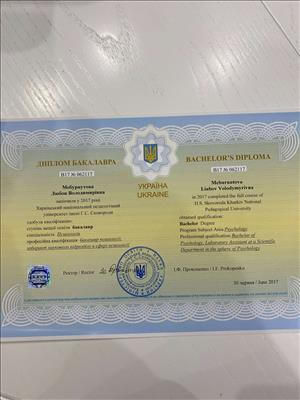 ДИПЛОМ БАКАЛАВРА
В17 № 062117
Любов Володимирівна
закінчила у 2017 році
Харківський національний педагогічний
університет імені Г.С. Сковороди
здобула кваліфікацію:
ступінь вищої освіти бакалавр
спеціальність Психологія
професійна кваліфікація бакалавр психології,
лаборант наукового підрозділу в сфері психології
УКРАЇНА
UKRAINE
BACHELOR'S DIPLOMA
B17 № 062117
Liubov Volodymyrivna
in 2017 completed the full course of
H.S. Skovoroda Kharkiv National
Pedagogical University
obtained qualification:
Bachelor Degree
Program Subject Area Psychology
Professional qualification Bachelor of
Psychology, Laboratory Assistant at a Scientific
Department in the sphere of Psychology
Ректор / Rector
І.Ф. Прокопенко / I.F. Prokopenko
30 червня / June 2017